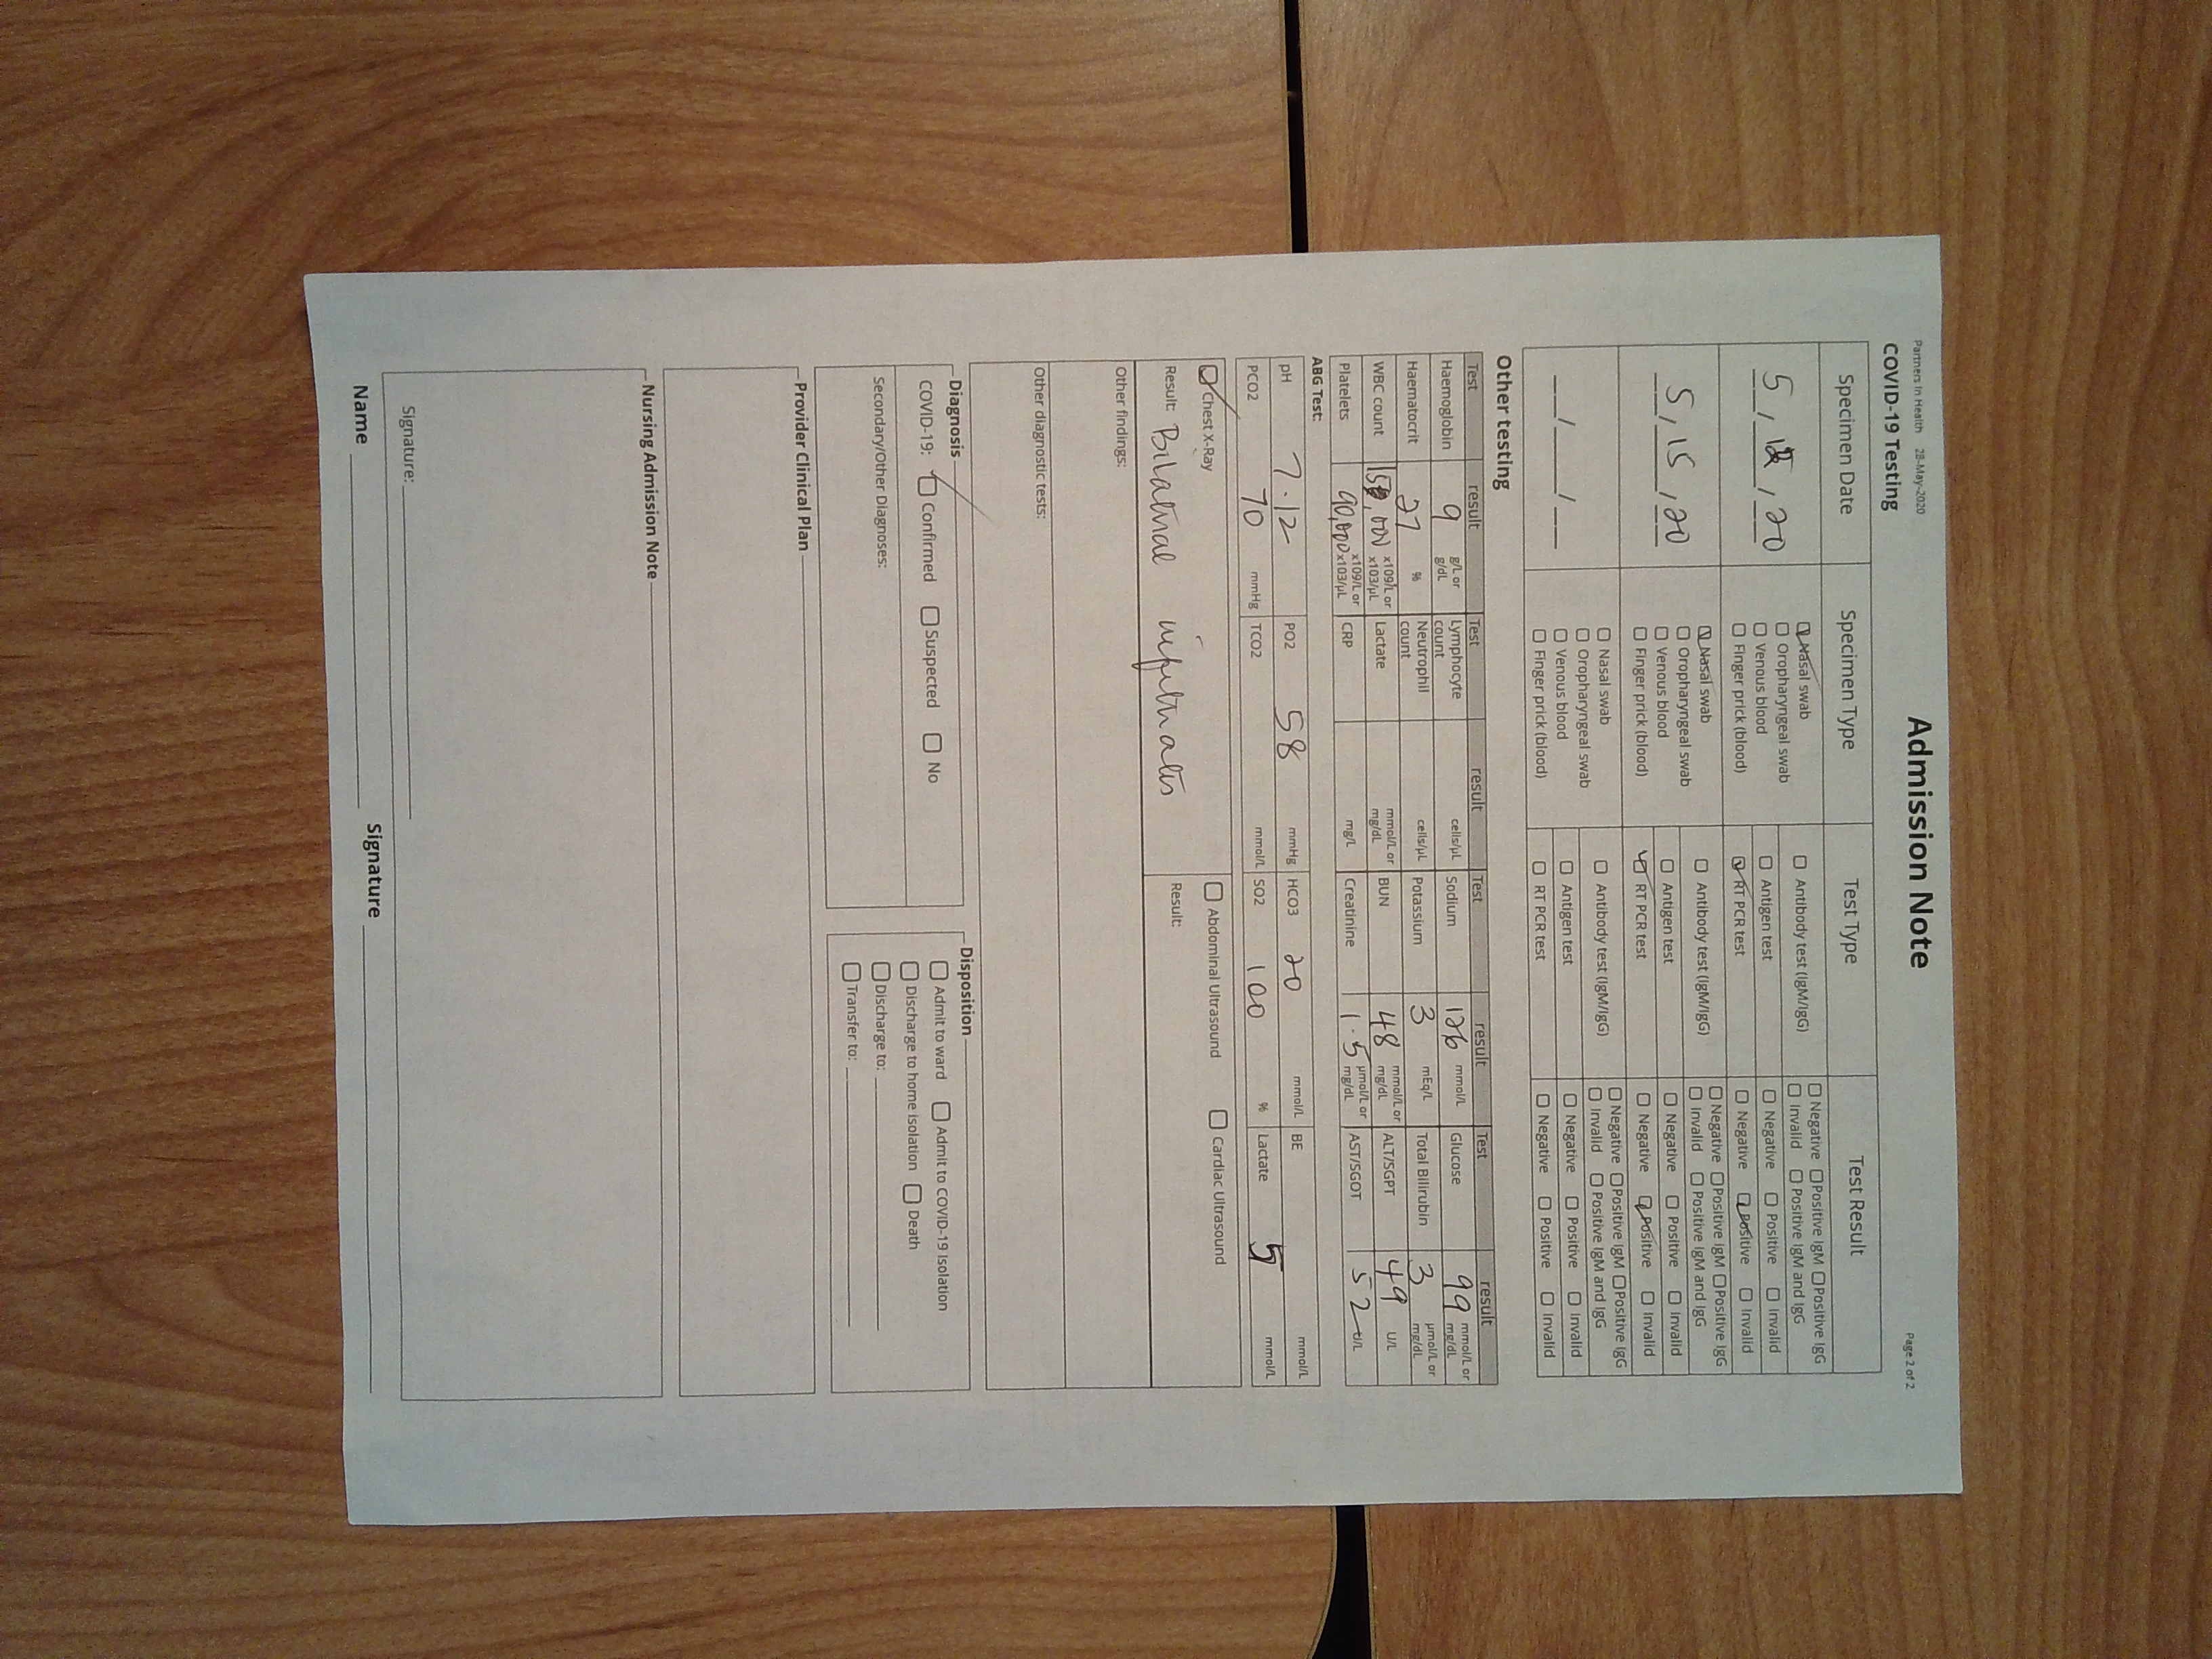 Partners In Health 28-May-2020
Admission Note
Page 2 of 2
COVID-19 Testing
Specimen Date Specimen Type Test Type Test Result
5 / / 20
☑ Nasal swab
☐ Oropharyngeal swab
☐ Venous blood
☐ Finger prick (blood)
☐ Antibody test (IgM/IgG)
☐ Negative ☐ Positive IgM ☐ Positive IgG
☐ Invalid ☐ Positive IgM and IgG
☐ Antigen test
☐ Negative ☐ Positive ☐ Invalid
☑ RT PCR test
☐ Negative ☑ Positive ☐ Invalid
5 / 15 / 20
☑ Nasal swab
☐ Oropharyngeal swab
☐ Venous blood
☐ Finger prick (blood)
☐ Antibody test (IgM/IgG)
☐ Negative ☐ Positive IgM ☐ Positive IgG
☐ Invalid ☐ Positive IgM and IgG
☐ Antigen test
☐ Negative ☐ Positive ☐ Invalid
☑ RT PCR test
☐ Negative ☑ Positive ☐ Invalid
__/__/__
☐ Nasal swab
☐ Oropharyngeal swab
☐ Venous blood
☐ Finger prick (blood)
☐ Antibody test (IgM/IgG)
☐ Negative ☐ Positive IgM ☐ Positive IgG
☐ Invalid ☐ Positive IgM and IgG
☐ Antigen test
☐ Negative ☐ Positive ☐ Invalid
☐ RT PCR test
☐ Negative ☐ Positive ☐ Invalid
Other testing
Test result Test result Test result Test result
Haemoglobin 9 g/L or g/dL Lymphocyte count cells/µL Sodium 126 mmol/L Glucose 99 mmol/L or mg/dL
Haematocrit 27 % Neutrophil count cells/µL Potassium 3 mEq/L Total Bilirubin 3 µmol/L or mg/dL
WBC count x109/L or x103/µL Lactate mmol/L or mg/dL BUN 48 mmol/L or mg/dL ALT/SGPT 49 U/L
Platelets 90,000 x109/L or x103/µL CRP mg/L Creatinine 1.5 µmol/L or mg/dL AST/SGOT 52 U/L
ABG Test:
pH 7.12 PO2 58 mmHg HCO3 20 mmol/L BE mmol/L
PCO2 70 mmHg TCO2 mmol/L SO2 100 % Lactate 5 mmol/L
☑ Chest X-Ray ☐ Abdominal Ultrasound ☐ Cardiac Ultrasound
Result: Bilatural infiltrates Result:
Other findings:
Other diagnostic tests:
Diagnosis
COVID-19: ☑ Confirmed ☐ Suspected ☐ No
Secondary/Other Diagnoses:
Disposition
☐ Admit to ward ☐ Admit to COVID-19 Isolation
☐ Discharge to home isolation ☐ Death
☐ Discharge to:
☐ Transfer to:
Provider Clinical Plan
Nursing Admission Note
Signature:
Name Signature